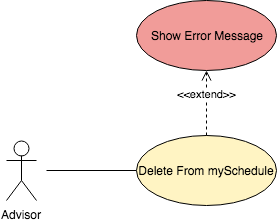 Show Error Message
<<extend>>
Delete From mySchedule
Advisor